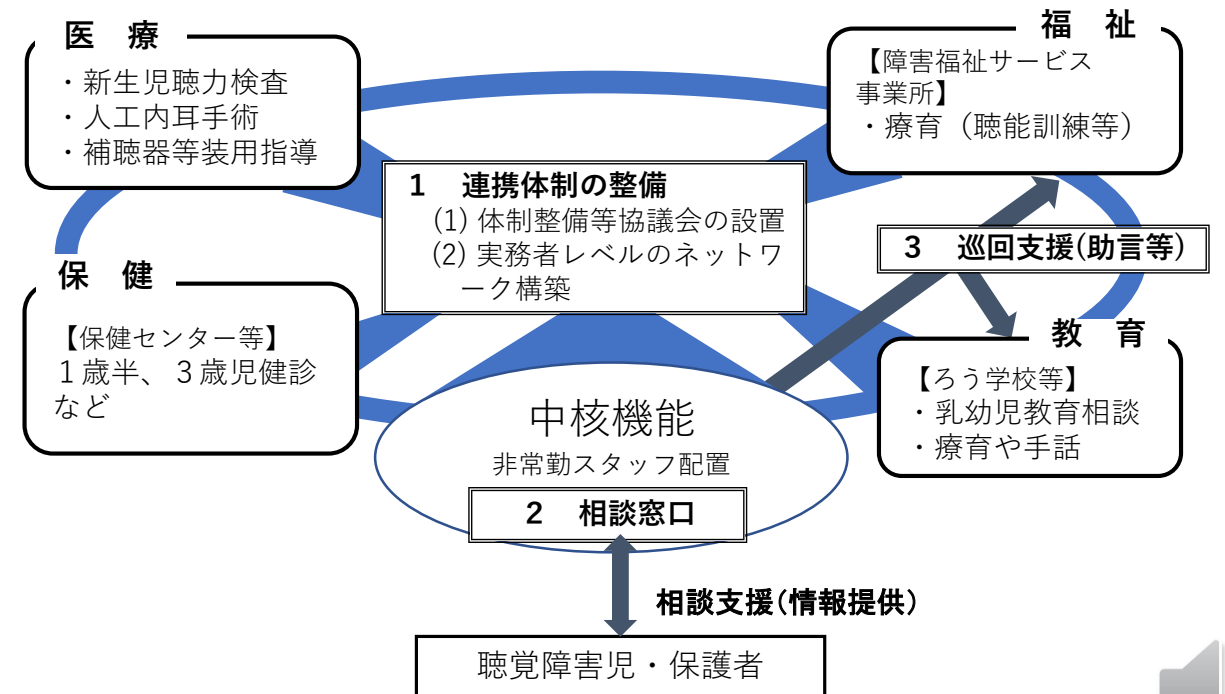 医　療
・新生児聴力検査
・人工内耳手術
・補聴器等装用指導
福　祉
【障害福祉サービス
事業所】
・療育（聴能訓練等）
1　連携体制の整備
(1) 体制整備等協議会の設置
(2) 実務者レベルのネットワ
ーク構築
3　巡回支援(助言等)
保　健
【保健センター等】
１歳半、３歳児健診
など
教　育
【ろう学校等】
・乳幼児教育相談
・療育や手話
中核機能
非常勤スタッフ配置
2　相談窓口
相談支援（情報提供）
聴覚障害児・保護者